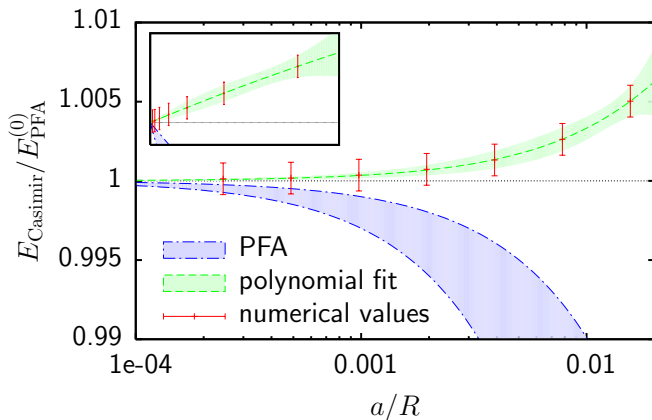 1.01
1.005
1
0.995
0.99
E_Casimir/E_PFA^(0)
PFA
polynomial fit
numerical values
1e-04
0.001
0.01
a/R